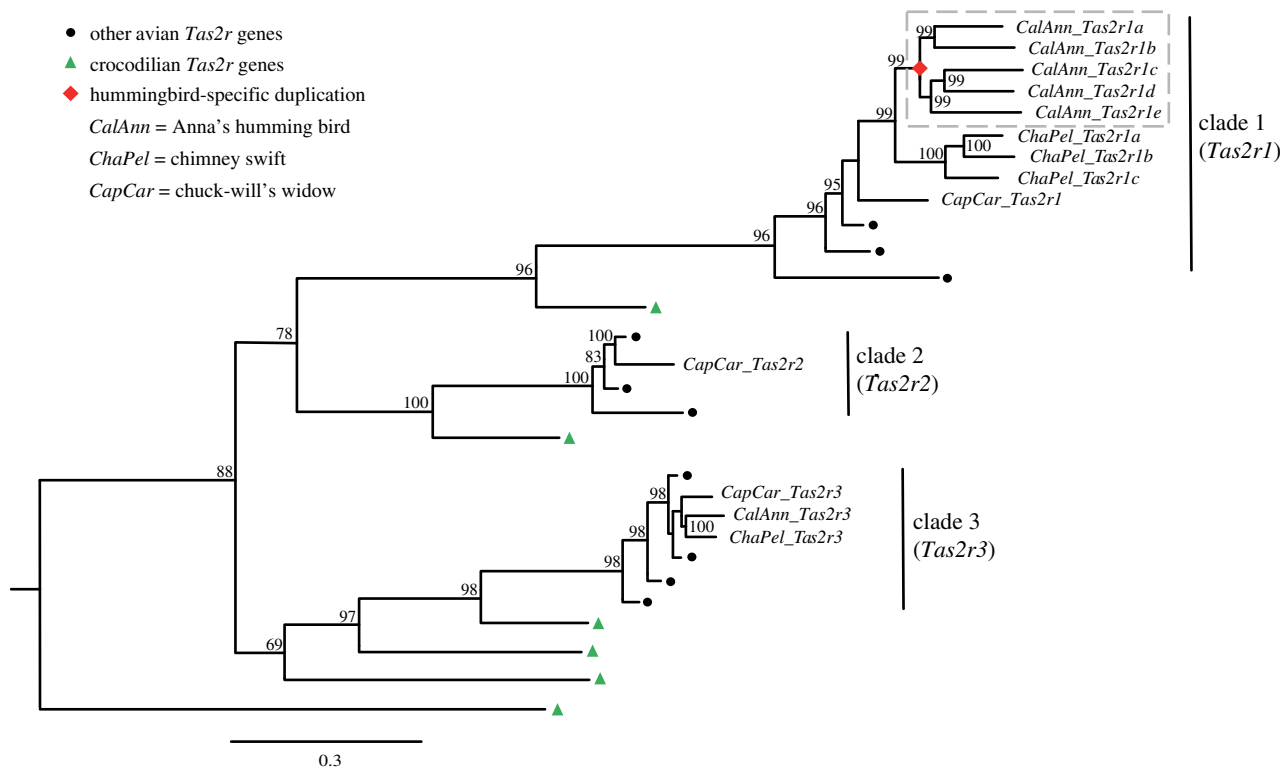 other avian Tas2r genes
crocodilian Tas2r genes
hummingbird-specific duplication
CalAnn = Anna's humming bird
ChaPel = chimney swift
CapCar = chuck-will's widow
CalAnn_Tas2r1a
99
CalAnn_Tas2r1b
99
CalAnn_Tas2r1c
99
CalAnn_Tas2r1d
99
CalAnn_Tas2r1e
99
clade 1
(Tas2r1)
ChaPel_Tas2r1a
100
100
ChaPel_Tas2r1b
ChaPel_Tas2r1c
95
CapCar_Tas2r1
96
96
96
78
100
83
CapCar_Tas2r2
100
100
clade 2
(Tas2r2)
88
98
CapCar_Tas2r3
CalAnn_Tas2r3
100
98
ChaPel_Tas2r3
98
clade 3
(Tas2r3)
98
97
69
0.3